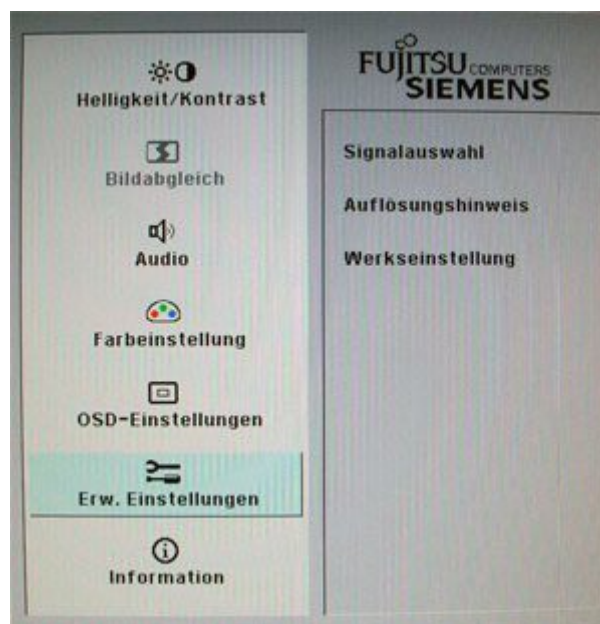 Helligkeit/Kontrast
Bildabgleich
Audio
Farbeinstellung
OSD-Einstellungen
Erw. Einstellungen
Information
FUJITSU COMPUTERS
SIEMENS
Signalauswahl
Auflösungshinweis
Werkseinstellung